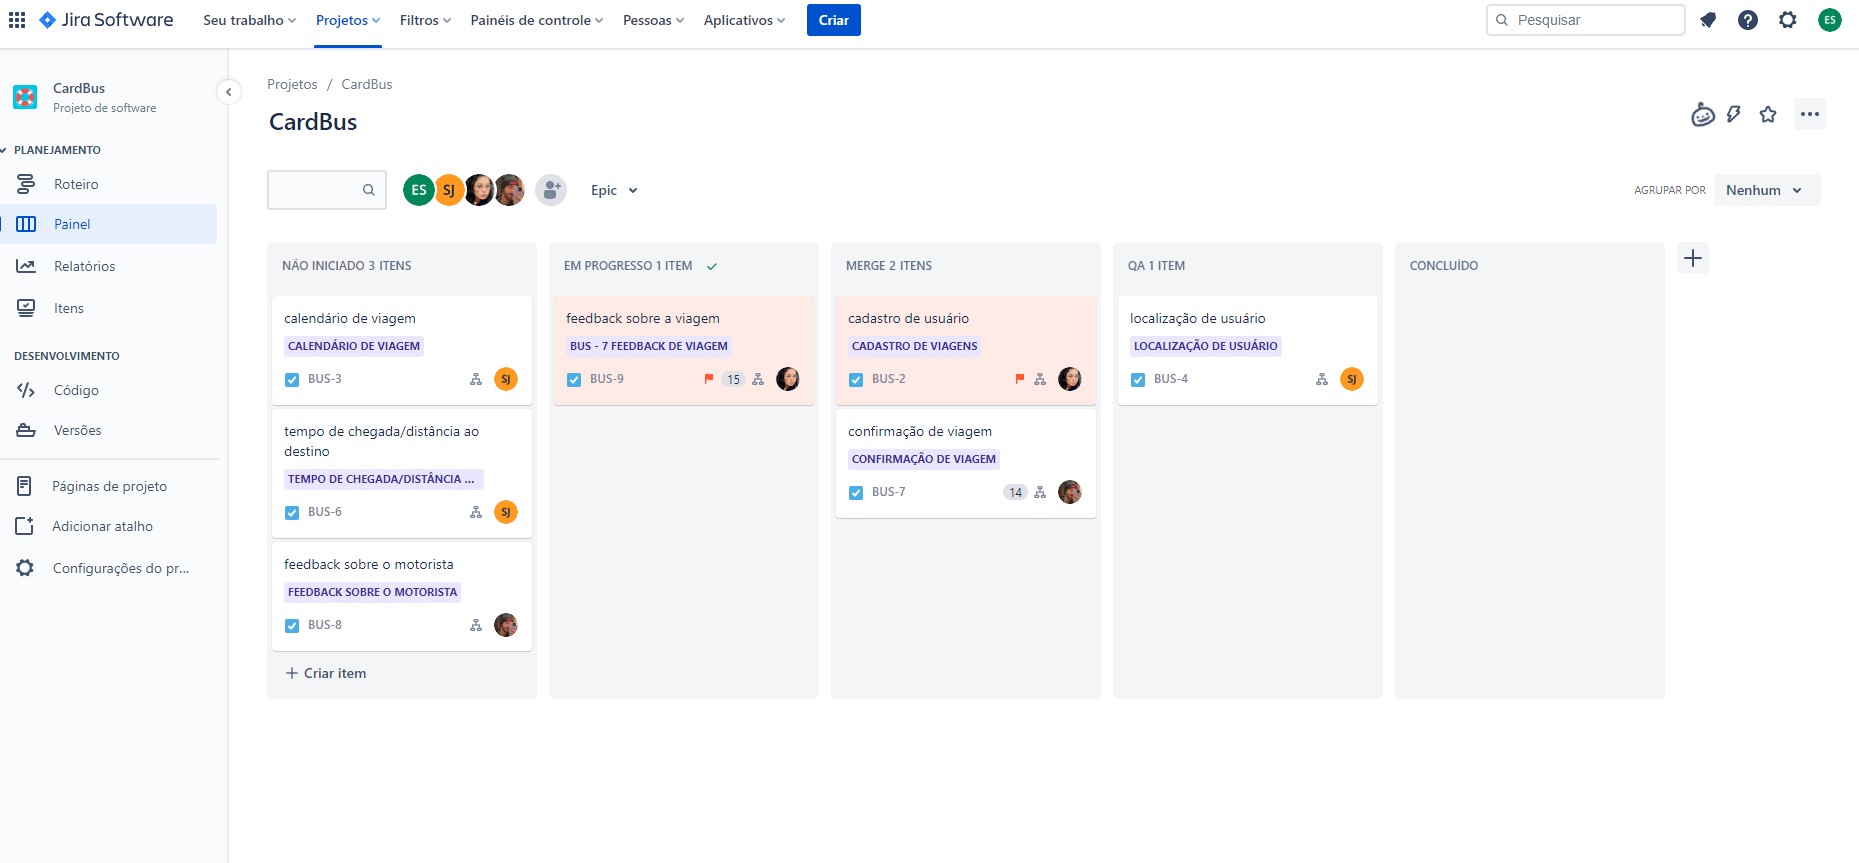 Jira Software
Seu trabalho
Projetos
Filtros
Painéis de controle
Pessoas
Aplicativos
Criar
Pesquisar
ES
CardBus
Projeto de software
PLANEJAMENTO
Roteiro
Painel
Relatórios
Itens
DESENVOLVIMENTO
Código
Versões
Páginas de projeto
Adicionar atalho
Configurações do pr...
Projetos / CardBus
CardBus
ES
SJ
Epic
AGRUPAR POR
Nenhum
NÃO INICIADO 3 ITENS
calendário de viagem
CALENDÁRIO DE VIAGEM
BUS-3
SJ
tempo de chegada/distância ao
destino
TEMPO DE CHEGADA/DISTÂNCIA ...
BUS-6
SJ
feedback sobre o motorista
FEEDBACK SOBRE O MOTORISTA
BUS-8
Criar item
EM PROGRESSO 1 ITEM
feedback sobre a viagem
BUS - 7 FEEDBACK DE VIAGEM
BUS-9
15
MERGE 2 ITENS
cadastro de usuário
CADASTRO DE VIAGENS
BUS-2
confirmação de viagem
CONFIRMAÇÃO DE VIAGEM
BUS-7
14
QA 1 ITEM
localização de usuário
LOCALIZAÇÃO DE USUÁRIO
BUS-4
SJ
CONCLUÍDO